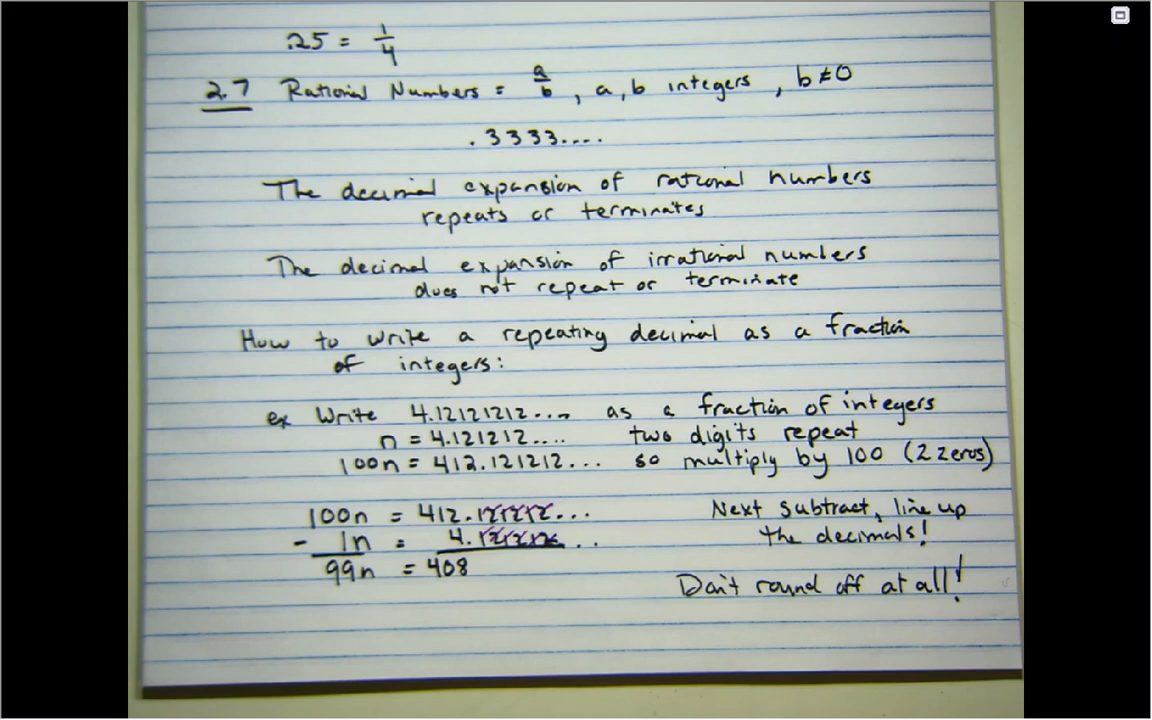 .25 = 1/4
2.7 Rational Numbers = a/b, a, b integers, b≠0
.3333....
The decimal expansion of rational numbers
repeats or terminates
The decimal expansion of irrational numbers
does not repeat or terminate
How to write a repeating decimal as a fraction
of integers:
ex Write 4.12121212... as a fraction of integers
n = 4.121212.... two digits repeat
100n = 412.121212... so multiply by 100 (2 zeros)
100n = 412.121212... Next subtract, line up
- 1n = 4.121212... the decimals!
99n = 408
Don't round off at all!